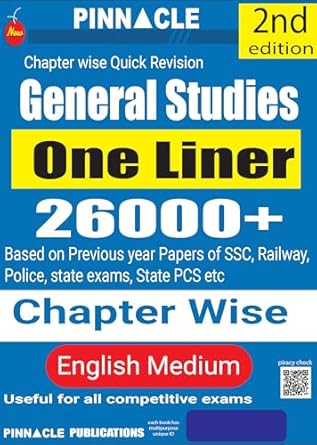 PINNACLE
2nd
edition
New
Chapter wise Quick Revision
General Studies
One Liner
26000+
Based on Previous year Papers of SSC, Railway,
Police, state exams, State PCS etc
Chapter Wise
English Medium
piracy check
Useful for all competitive exams
PINNACLE PUBLICATIONS
each book has
multipurpose
unique ID